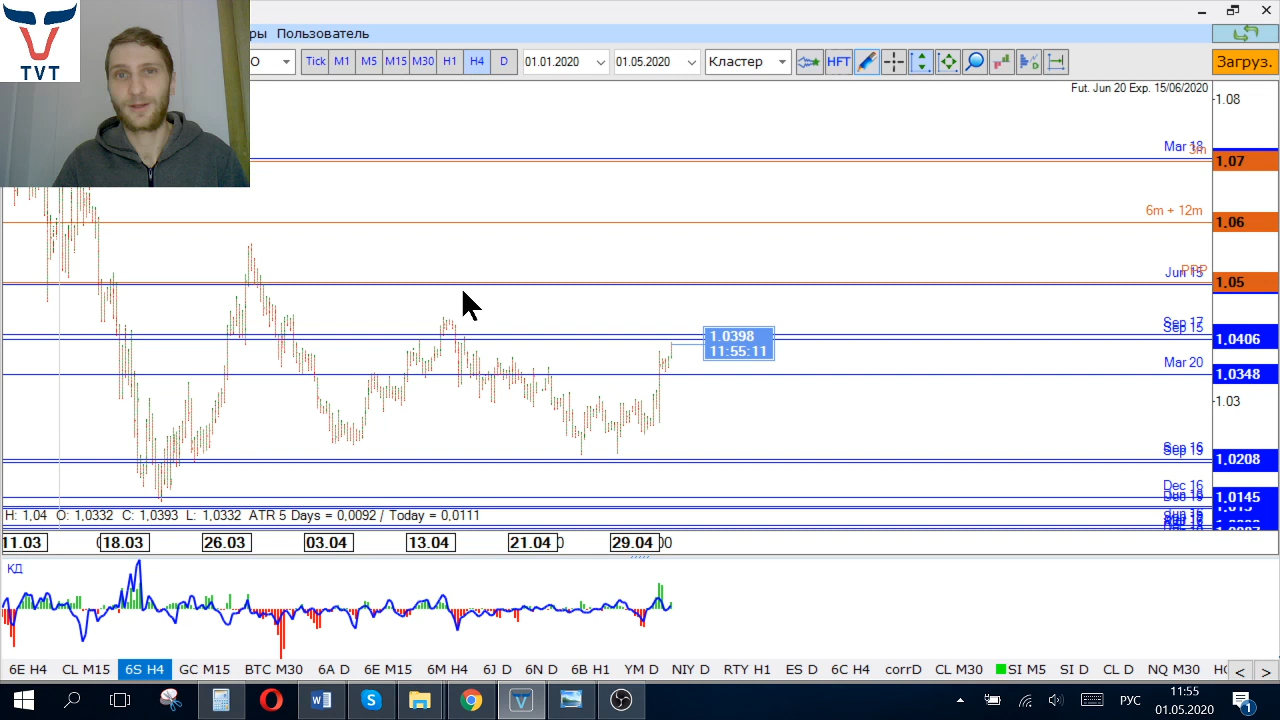 TVT
ры Пользователь
О Tick M1 M5 M15 M30 H1 H4 D 01.01.2020 01.05.2020 Кластер HFT Загруз.
Fut. Jun 20 Exp. 15/06/2020
1.08
Mar 18
3m
1.07
6m + 12m
1.06
Jun 15
PPP
1.05
Sep 17
Sep 15
1.0398
1.0406
11:55:11
Mar 20
1.0348
1.03
Sep 16
Sep 19
1.0208
Dec 16
1.0145
H: 1,04 O: 1,0332 C: 1,0393 L: 1,0332 ATR 5 Days = 0,0092 / Today = 0,0111
11.03 18.03 26.03 03.04 13.04 21.04 29.04
КД
6E H4 CL M15 6S H4 GC M15 BTC M30 6A D 6E M15 6M H4 6J D 6N D 6B H1 YM D NIY D RTY H1 ES D 6C H4 corrD CL M30 SI M5 SI D CL D NQ M30 < >
РУС
11:55
01.05.2020
1